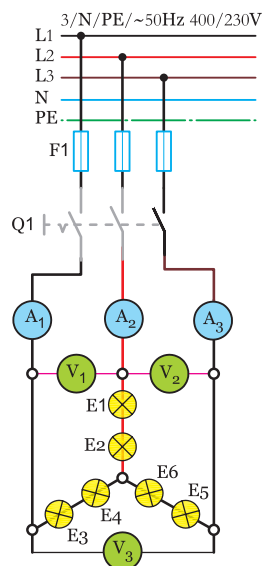 3/N/PE/~50Hz 400/230V
L1
L2
L3
N
PE
F1
Q1
A1 A2 A3
V1 V2
E1
E2
E6
E4 E5
E3
V3